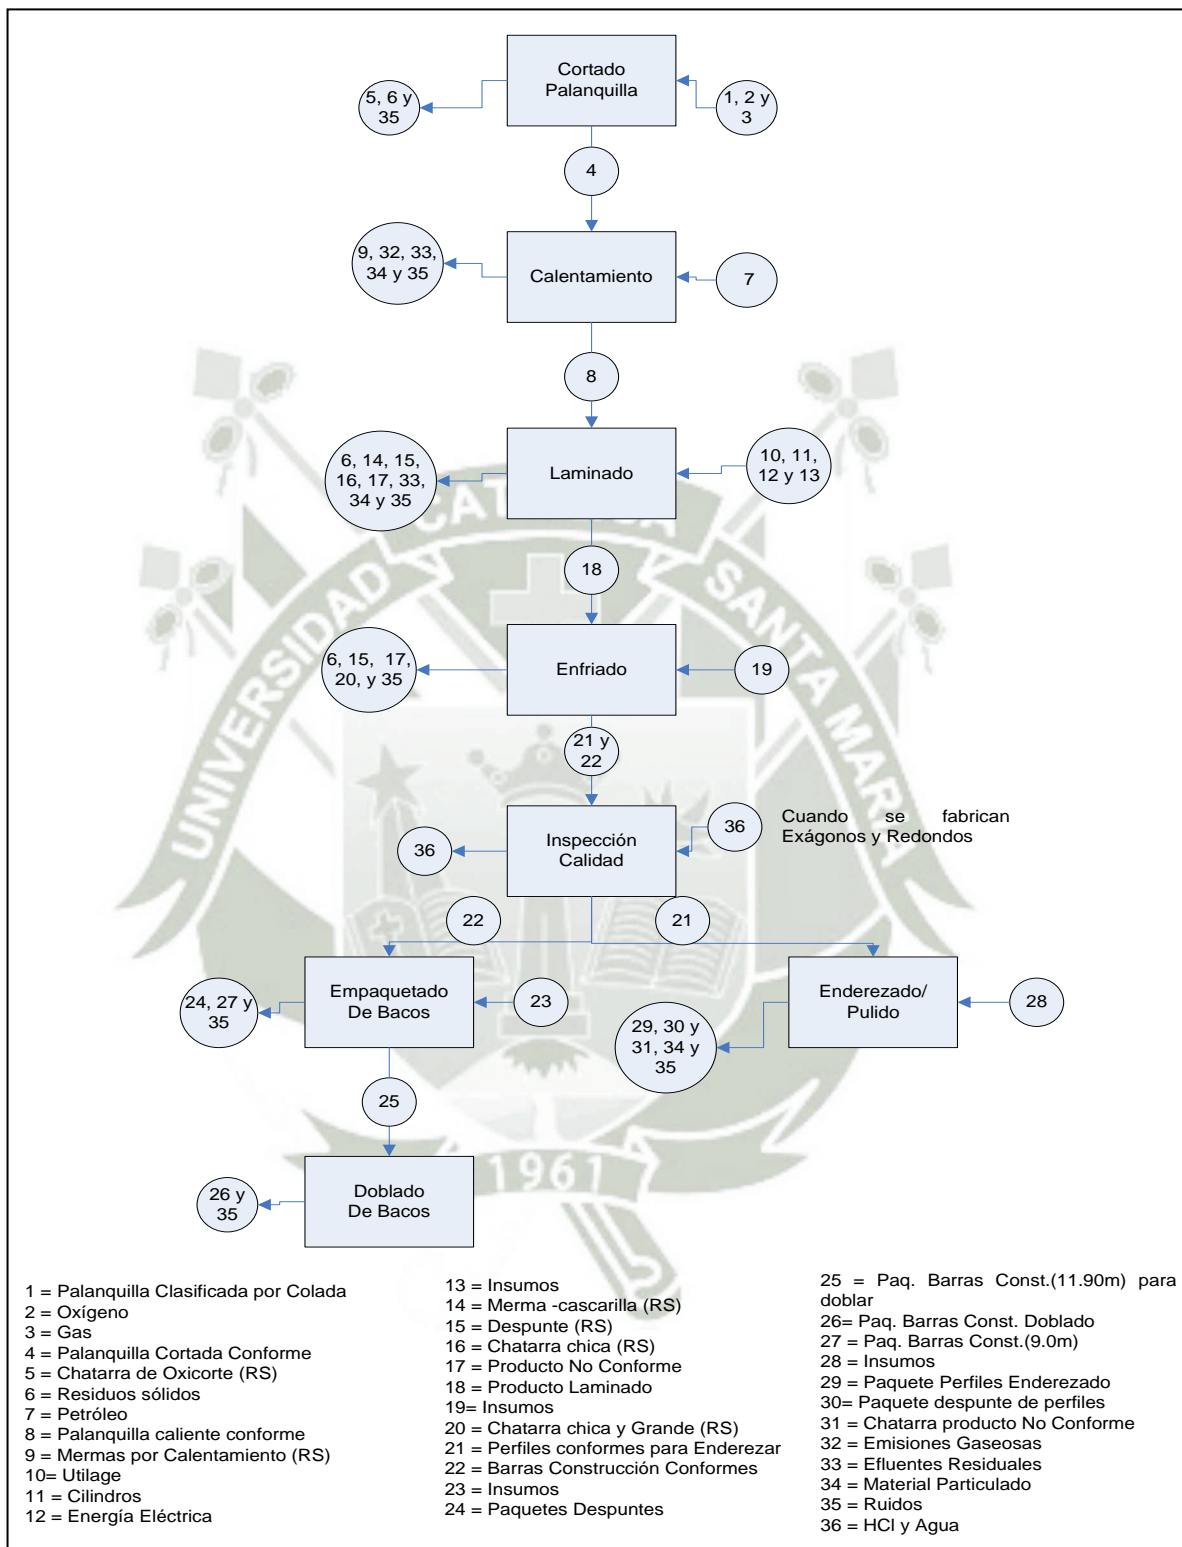 Cortado
Palanquilla
5, 6 y
35
1, 2 y
3
4
9, 32, 33,
34 y 35
Calentamiento
7
8
6, 14, 15,
16, 17, 33,
34 y 35
Laminado
10, 11,
12 y 13
18
6, 15, 17,
20, y 35
Enfriado
19
21 y
22
36
Inspección
Calidad
36
Cuando se fabrican
Exágonos y Redondos
22
21
24, 27 y
35
Empaquetado
De Bacos
23
29, 30 y
31, 34 y
35
Enderezado/
Pulido
28
25
26 y
35
Doblado
De Bacos
UNIVERSIDAD
CATÓLICA
SANTA MARÍA
1961
1 = Palanquilla Clasificada por Colada
2 = Oxígeno
3 = Gas
4 = Palanquilla Cortada Conforme
5 = Chatarra de Oxicorte (RS)
6 = Residuos sólidos
7 = Petróleo
8 = Palanquilla caliente conforme
9 = Mermas por Calentamiento (RS)
10= Utilage
11 = Cilindros
12 = Energía Eléctrica
13 = Insumos
14 = Merma -cascarilla (RS)
15 = Despunte (RS)
16 = Chatarra chica (RS)
17 = Producto No Conforme
18 = Producto Laminado
19= Insumos
20 = Chatarra chica y Grande (RS)
21 = Perfiles conformes para Enderezar
22 = Barras Construcción Conformes
23 = Insumos
24 = Paquetes Despuntes
25 = Paq. Barras Const.(11.90m) para
doblar
26= Paq. Barras Const. Doblado
27 = Paq. Barras Const.(9.0m)
28 = Insumos
29 = Paquete Perfiles Enderezado
30= Paquete despunte de perfiles
31 = Chatarra producto No Conforme
32 = Emisiones Gaseosas
33 = Efluentes Residuales
34 = Material Particulado
35 = Ruidos
36 = HCl y Agua